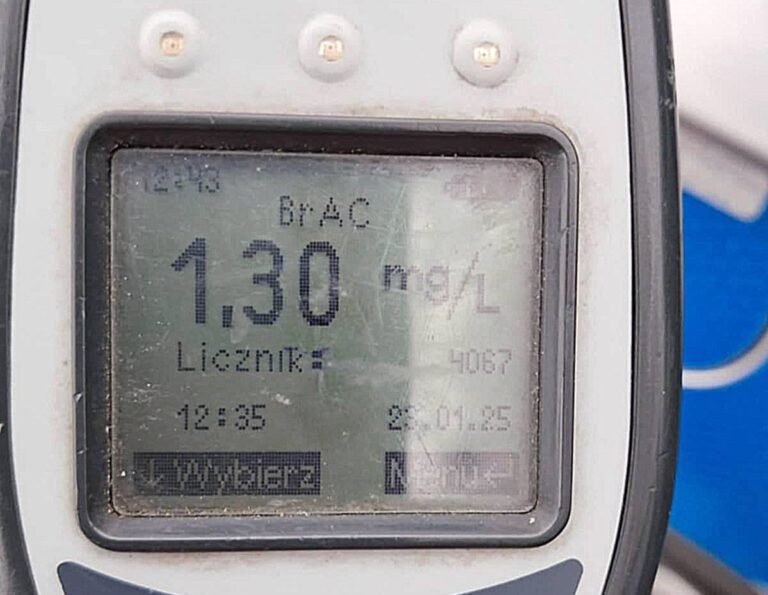 12:43
BrAC
1,30 mg/L
Licznik: 4067
12:35 23.01.25
↓ Wybierz Menu ↵